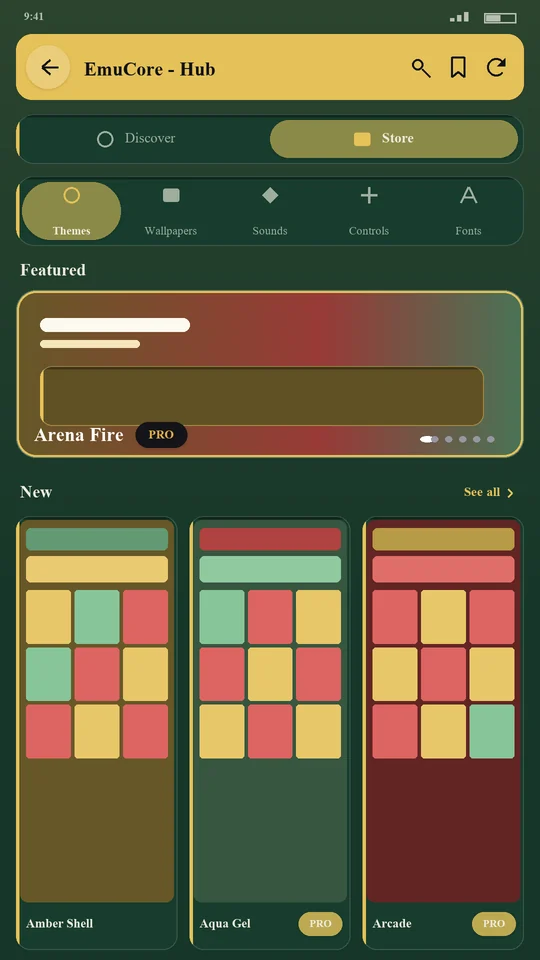 9:41
EmuCore - Hub
Discover
Store
Themes
Wallpapers
Sounds
Controls
Fonts
Featured
Arena Fire
PRO
New
See all
Amber Shell
Aqua Gel
PRO
Arcade
PRO